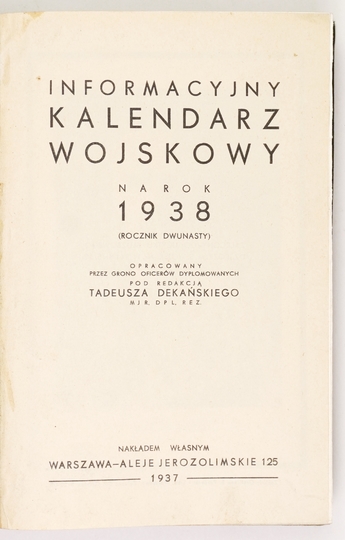 INFORMACYJNY
KALENDARZ
WOJSKOWY
NA ROK
1938
(ROCZNIK DWUNASTY)
OPRACOWANY
PRZEZ GRONO OFICERÓW DYPLOMOWANYCH
POD REDAKCJĄ
TADEUSZA DEKAŃSKIEGO
MJR. DPL. REZ.
NAKŁADEM WŁASNYM
WARSZAWA—ALEJE JEROZOLIMSKIE 125
1937